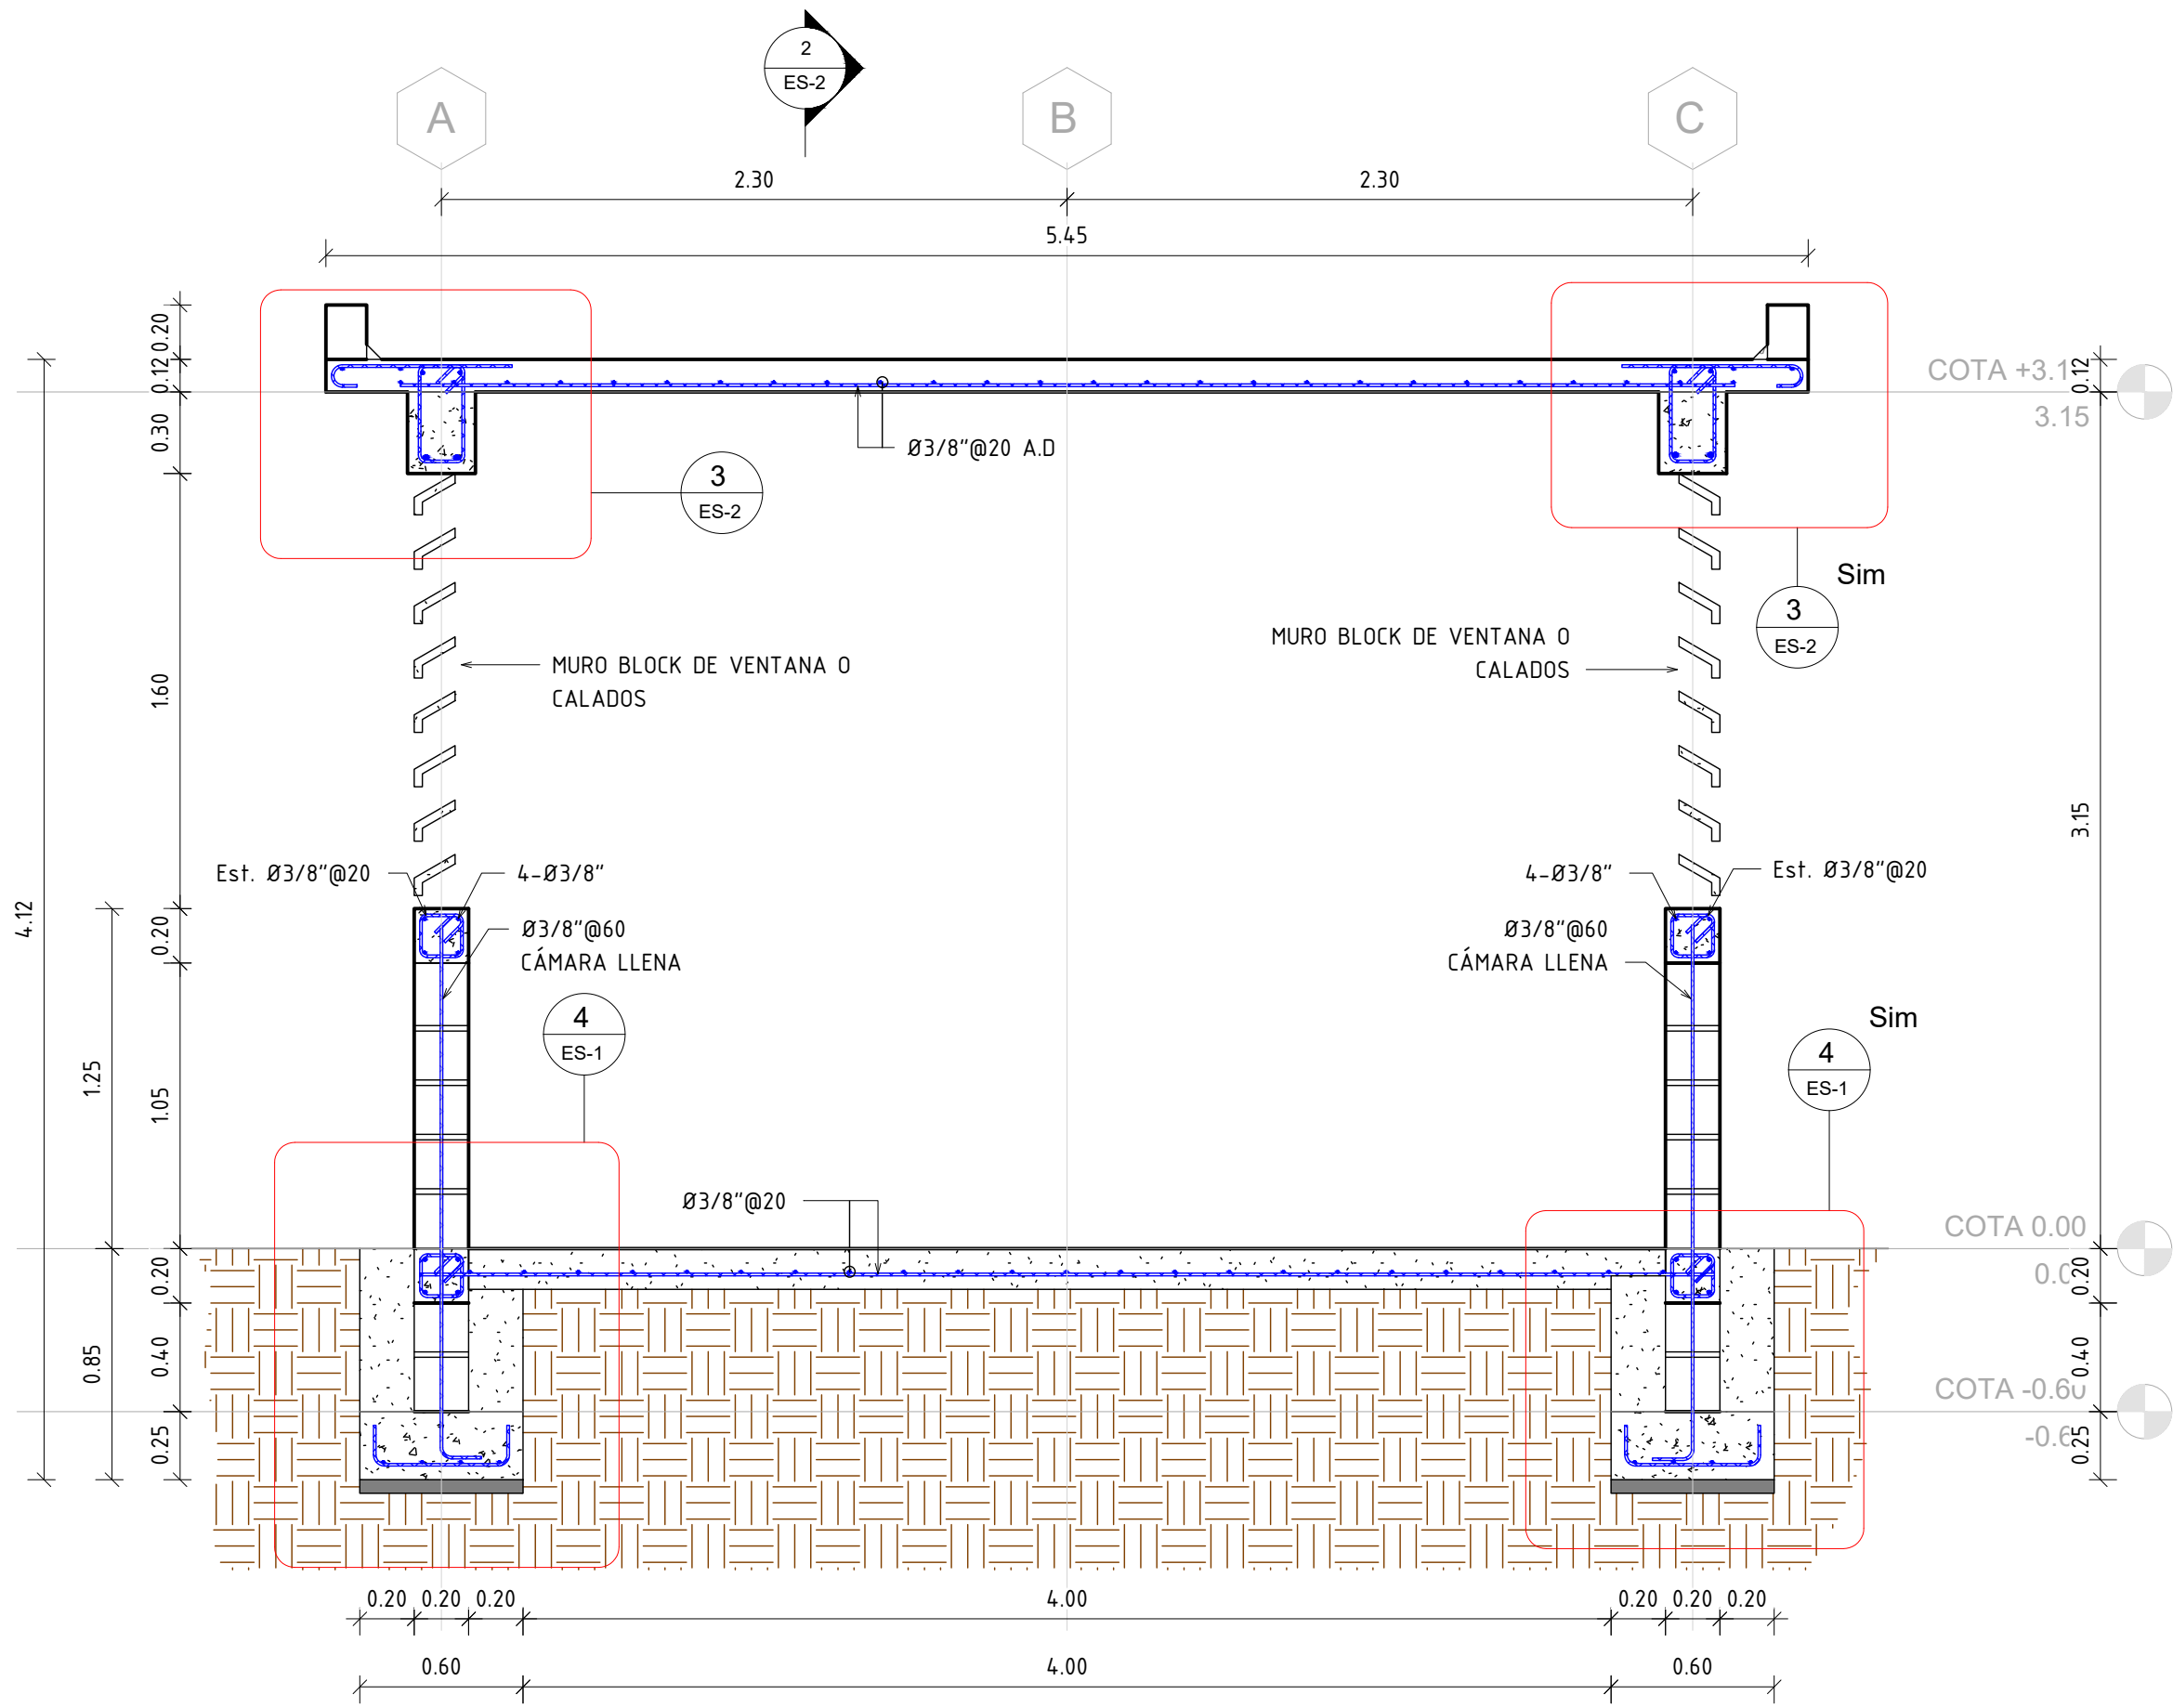 2
ES-2
A
B
C
2.30
2.30
5.45
0.20
0.12
0.30
1.60
0.20
1.05
0.20
0.40
0.25
1.25
0.85
4.12
COTA
3.15
0.12
3.15
Ø3/8"@20 A.D
3
ES-2
Sim
3
ES-2
MURO BLOCK DE VENTANA O
CALADOS
MURO BLOCK DE VENTANA O
CALADOS
Est. Ø3/8"@20
4-Ø3/8"
Ø3/8"@60
CÁMARA LLENA
4-Ø3/8"
Est. Ø3/8"@20
Ø3/8"@60
CÁMARA LLENA
4
ES-1
Sim
4
ES-1
Ø3/8"@20
COTA 0.00
0.20
0.40
COTA -0.60
0.25
0.20
0.20
0.20
4.00
0.20
0.20
0.20
0.60
4.00
0.60